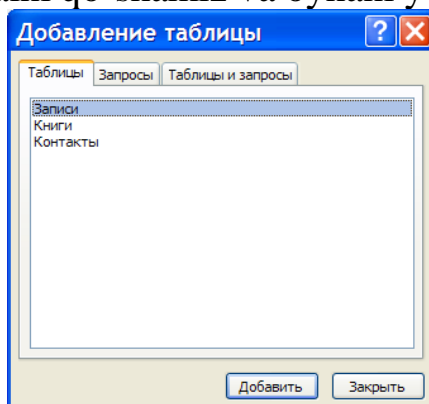 Добавление таблицы
Таблицы Запросы Таблицы и запросы
Записи
Книги
Контакты
Добавить Закрыть